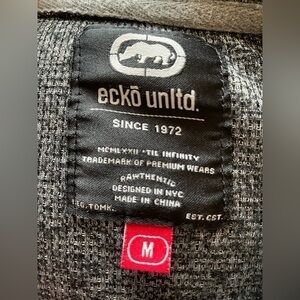 eckō unltd.
SINCE 1972
MCMLXXII 'TIL INFINITY
TRADEMARK OF PREMIUM WEARS
RAWTHENTIC
DESIGNED IN NYC
MADE IN CHINA
EST. CST.
M